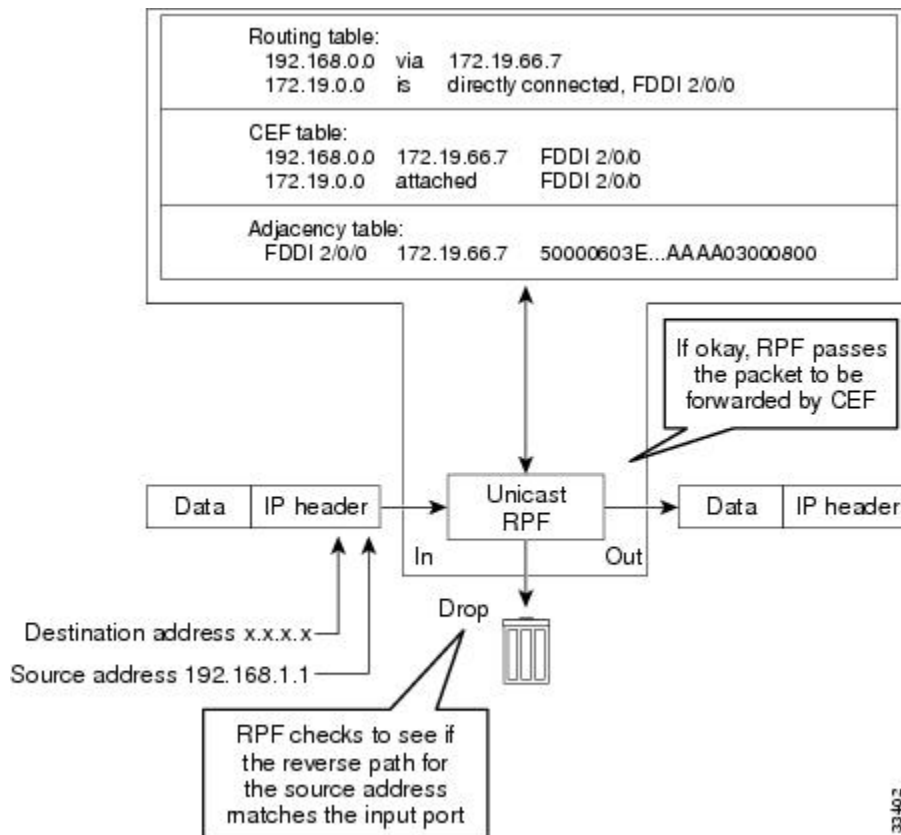 Routing table:
192.168.0.0 via 172.19.66.7
172.19.0.0 is directly connected, FDDI 2/0/0
CEF table:
192.168.0.0 172.19.66.7 FDDI 2/0/0
172.19.0.0 attached FDDI 2/0/0
Adjacency table:
FDDI 2/0/0 172.19.66.7 50000603E...AAAA03000800
If okay, RPF passes
the packet to be
forwarded by CEF
Data IP header
Unicast
RPF
Data IP header
In
Out
Drop
Destination address x.x.x.x
Source address 192.168.1.1
RPF checks to see if
the reverse path for
the source address
matches the input port
33402